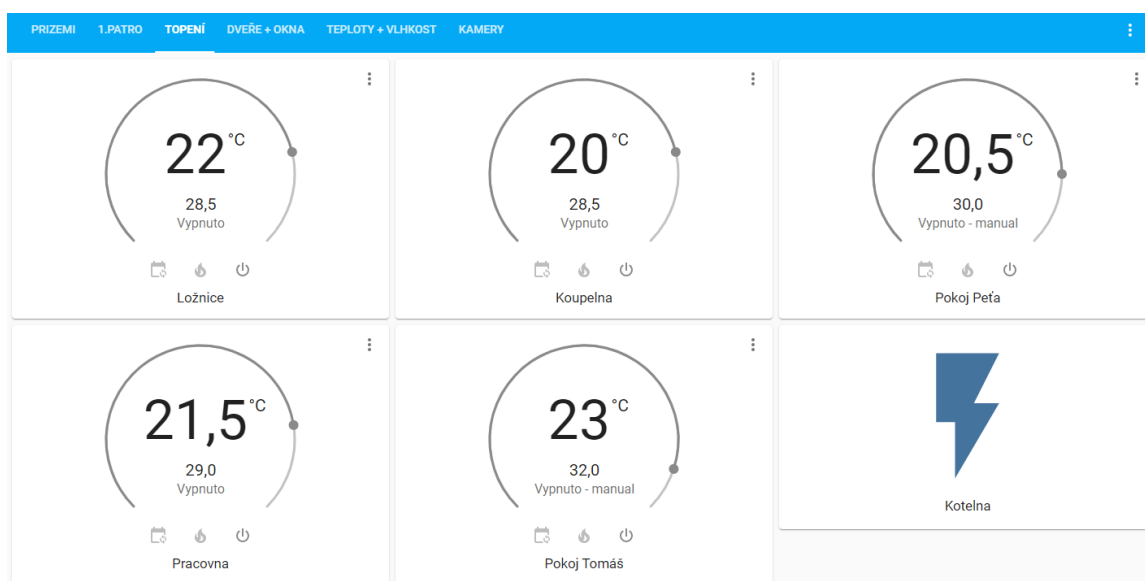 PRIZEMI 1.PATRO TOPENÍ DVEŘE + OKNA TEPLOTY + VLHKOST KAMERY
22 °C
28,5
Vypnuto
Ložnice
20 °C
28,5
Vypnuto
Koupelna
20,5 °C
30,0
Vypnuto - manual
Pokoj Peťa
21,5 °C
29,0
Vypnuto
Pracovna
23 °C
32,0
Vypnuto - manual
Pokoj Tomáš
Kotelna